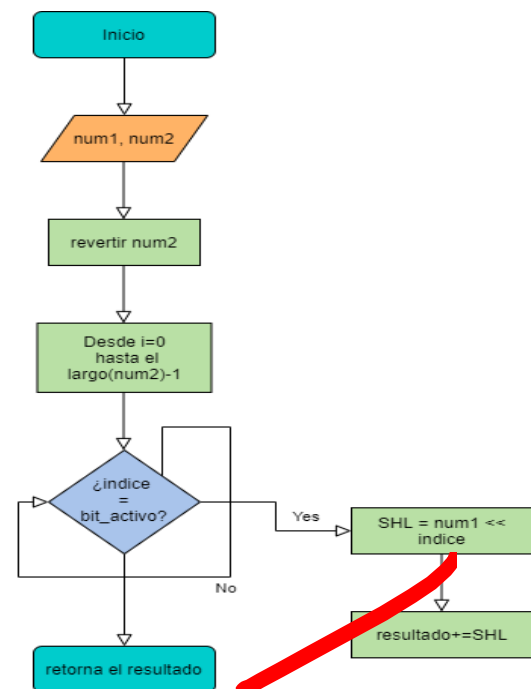 Inicio
num1, num2
revertir num2
Desde i=0
hasta el
largo(num2)-1
¿indice
=
bit_activo?
Yes
SHL = num1 <<
indice
No
resultado+=SHL
retorna el resultado